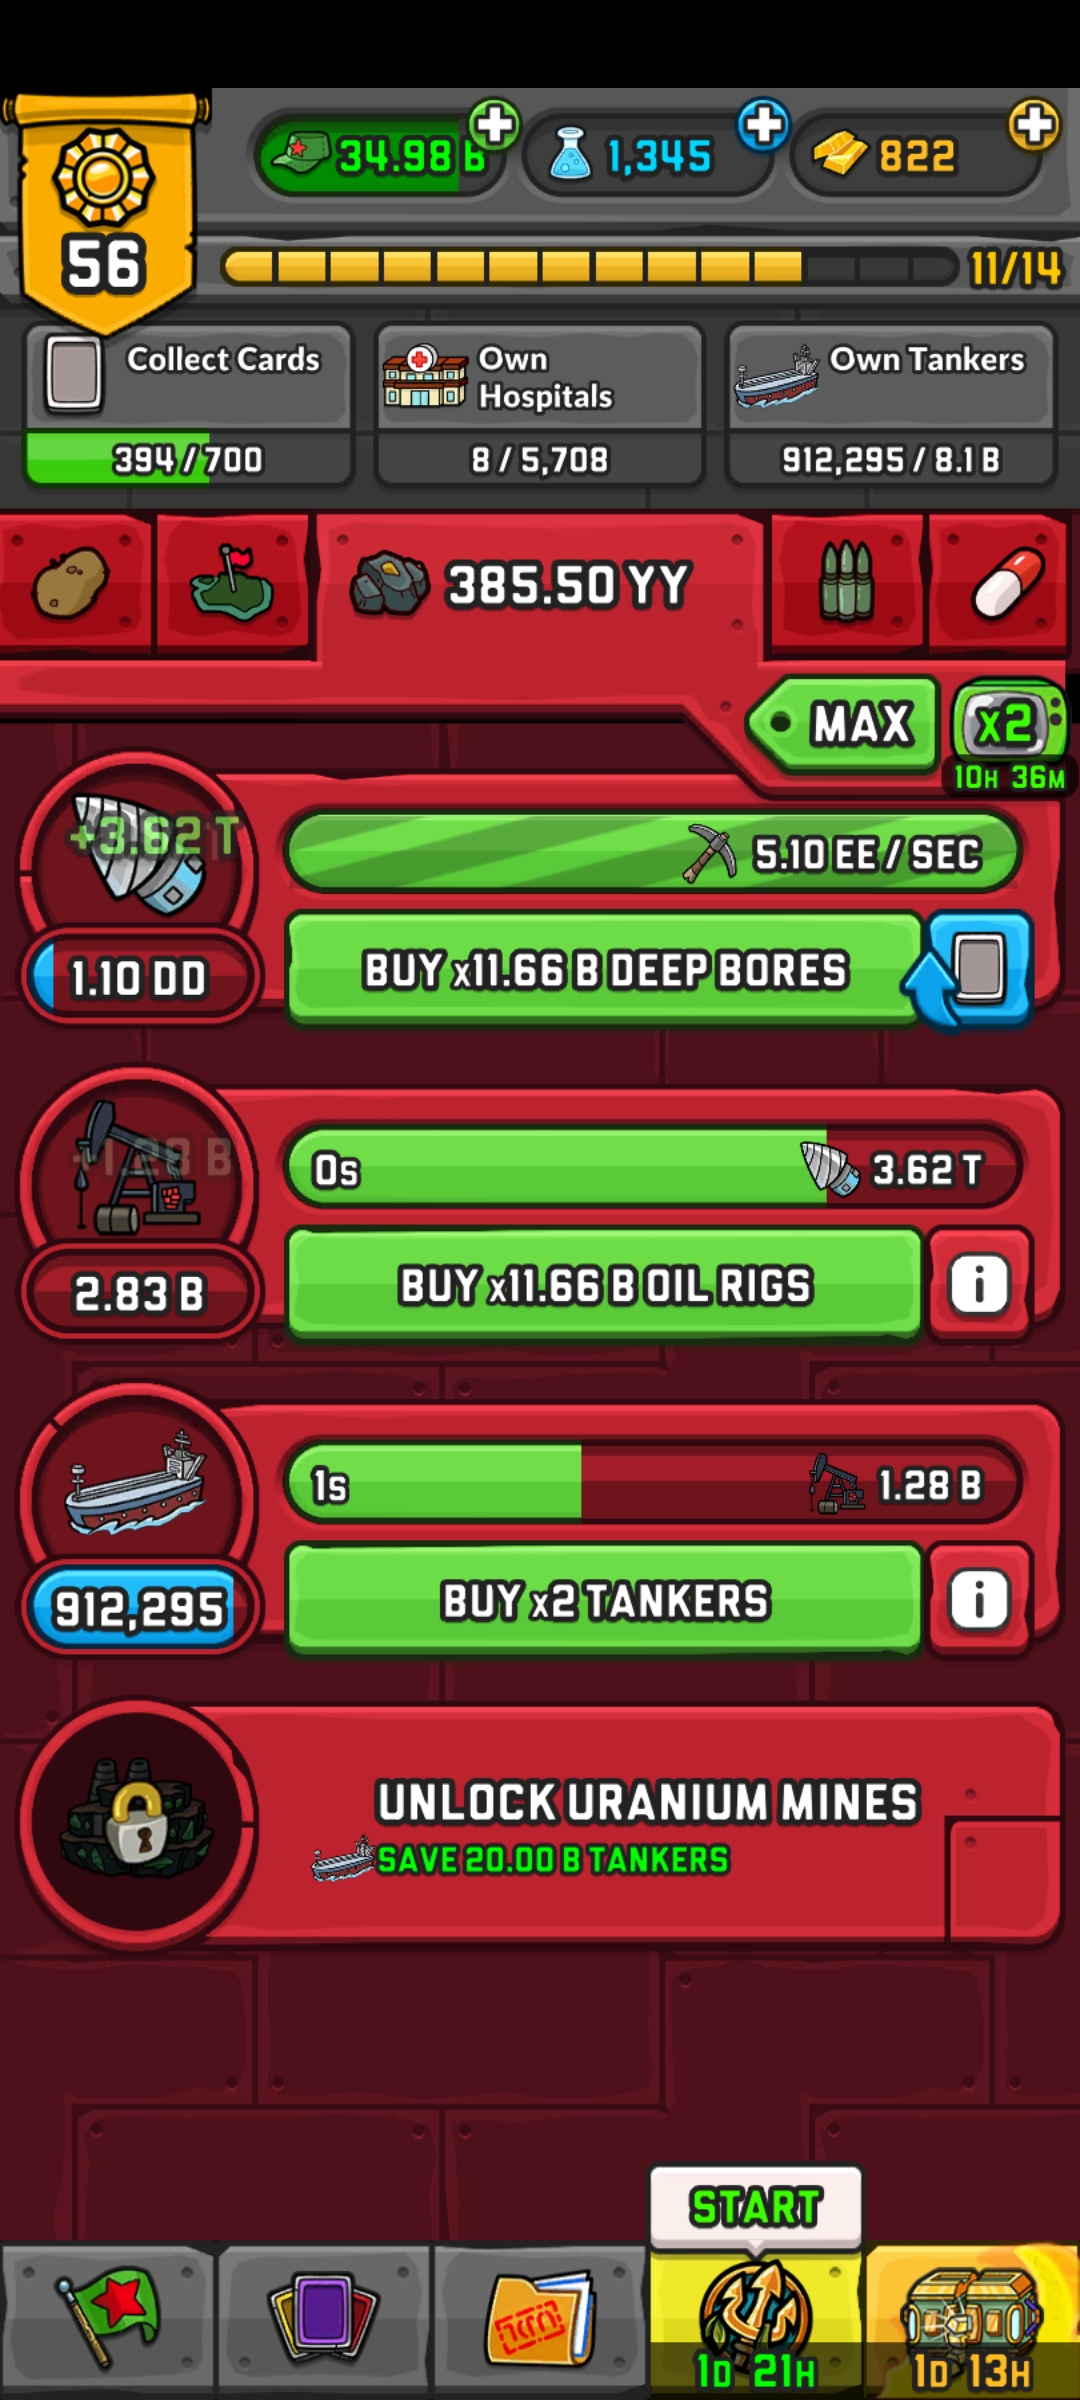 34.98 B
1,345
822
56
11/14
Collect Cards
394 / 700
Own
Hospitals
8 / 5,708
Own Tankers
912,295 / 8.1 B
385.50 YY
MAX
x2
10H 36M
+3.62 T
5.10 EE / SEC
1.10 DD
BUY x11.66 B DEEP BORES
+1.28 B
0s
3.62 T
2.83 B
BUY x11.66 B OIL RIGS
i
1s
1.28 B
912,295
BUY x2 TANKERS
i
UNLOCK URANIUM MINES
SAVE 20.00 B TANKERS
START
1D 21H
1D 13H